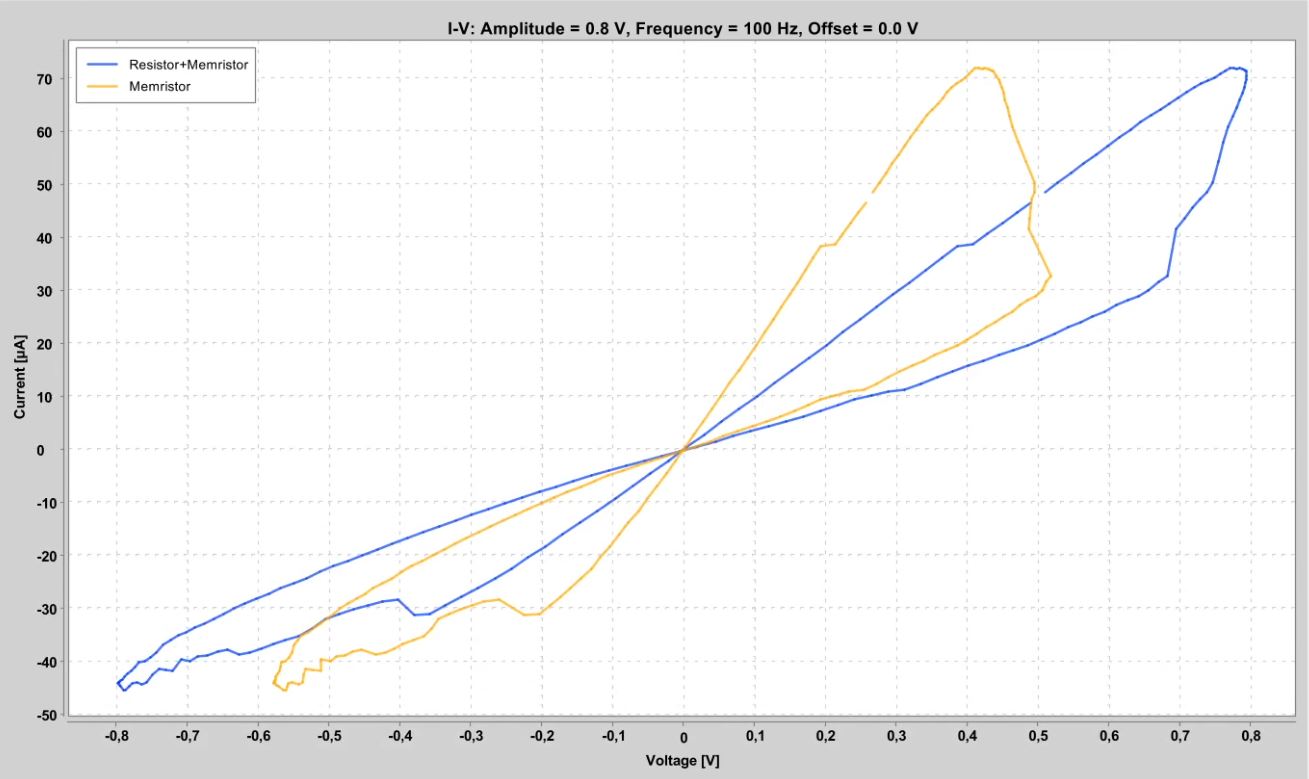 I-V: Amplitude = 0.8 V, Frequency = 100 Hz, Offset = 0.0 V
Resistor+Memristor
Memristor
70
60
50
40
30
20
10
0
-10
-20
-30
-40
-50
Current [µA]
-0,8 -0,7 -0,6 -0,5 -0,4 -0,3 -0,2 -0,1 0 0,1 0,2 0,3 0,4 0,5 0,6 0,7 0,8
Voltage [V]